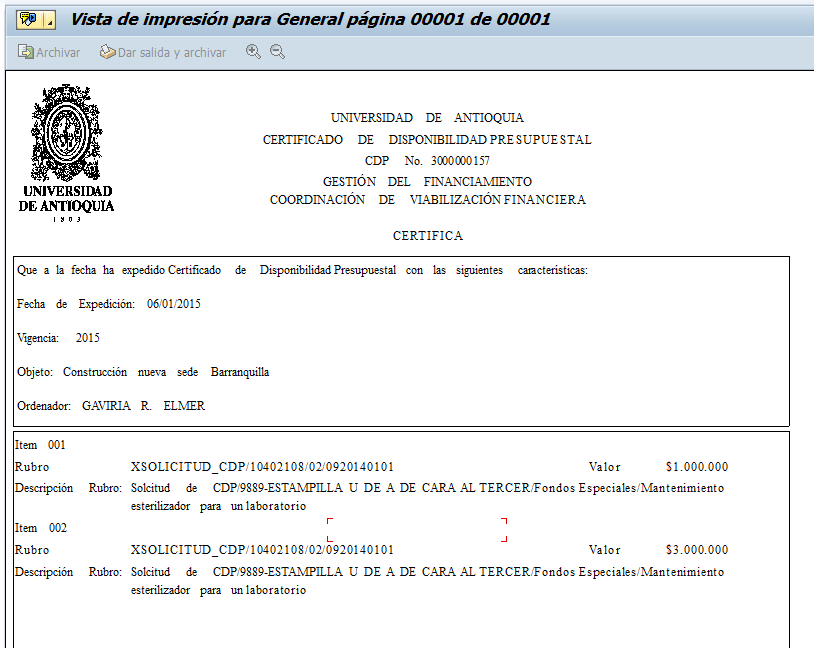 Vista de impresión para General página 00001 de 00001
Archivar Dar salida y archivar
UNIVERSIDAD
DE ANTIOQUIA
1803
UNIVERSIDAD DE ANTIOQUIA
CERTIFICADO DE DISPONIBILIDAD PRESUPUESTAL
CDP No. 3000000157
GESTIÓN DEL FINANCIAMIENTO
COORDINACIÓN DE VIABILIZACIÓN FINANCIERA
CERTIFICA
Que a la fecha ha expedido Certificado de Disponibilidad Presupuestal con las siguientes características:
Fecha de Expedición: 06/01/2015
Vigencia: 2015
Objeto: Construcción nueva sede Barranquilla
Ordenador: GAVIRIA R. ELMER
Item 001
Rubro XSOLICITUD_CDP/10402108/02/0920140101 Valor $1.000.000
Descripción Rubro: Solcitud de CDP/9889-ESTAMPILLA U DE A DE CARA AL TERCER/Fondos Especiales/Mantenimiento
esterilizador para un laboratorio
Item 002
Rubro XSOLICITUD_CDP/10402108/02/0920140101 Valor $3.000.000
Descripción Rubro: Solcitud de CDP/9889-ESTAMPILLA U DE A DE CARA AL TERCER/Fondos Especiales/Mantenimiento
esterilizador para un laboratorio